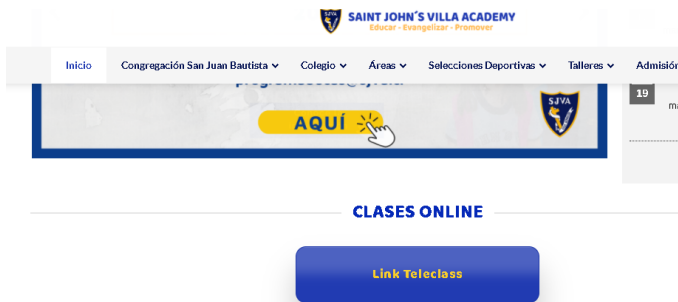 SAINT JOHN´S VILLA ACADEMY
Educar - Evangelizar - Promover
Inicio Congregación San Juan Bautista Colegio Áreas Selecciones Deportivas Talleres Admisión
19
AQUÍ
SJVA
CLASES ONLINE
Link Teleclass